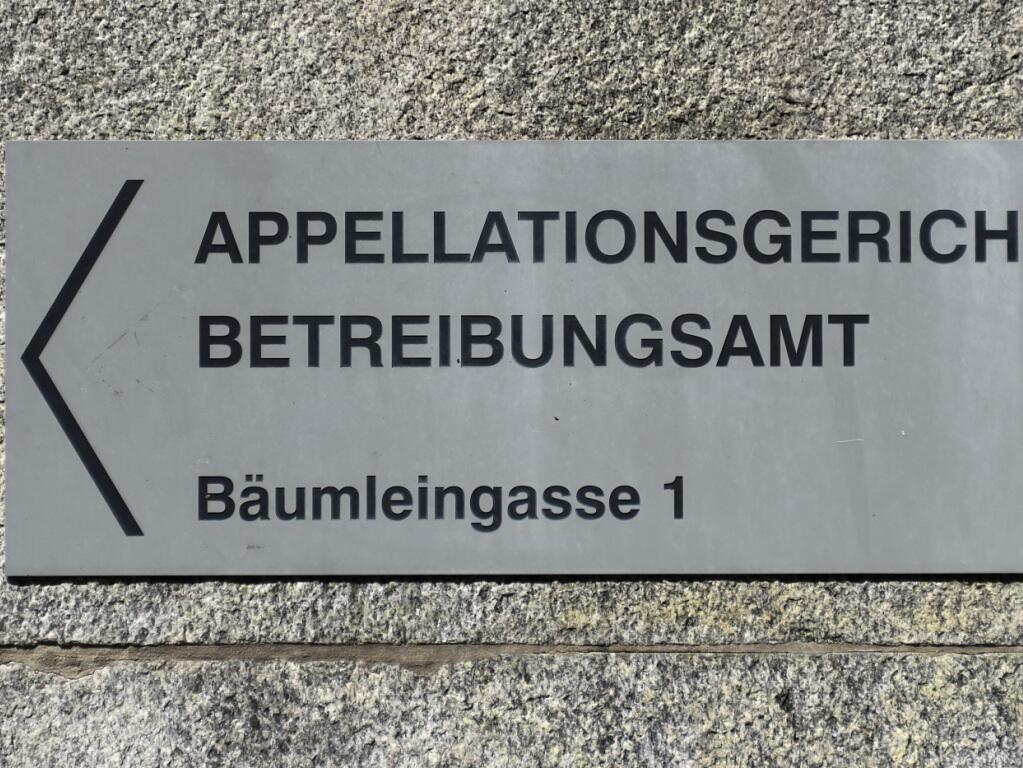 APPELLATIONSGERICH
BETREIBUNGSAMT
Bäumleingasse 1